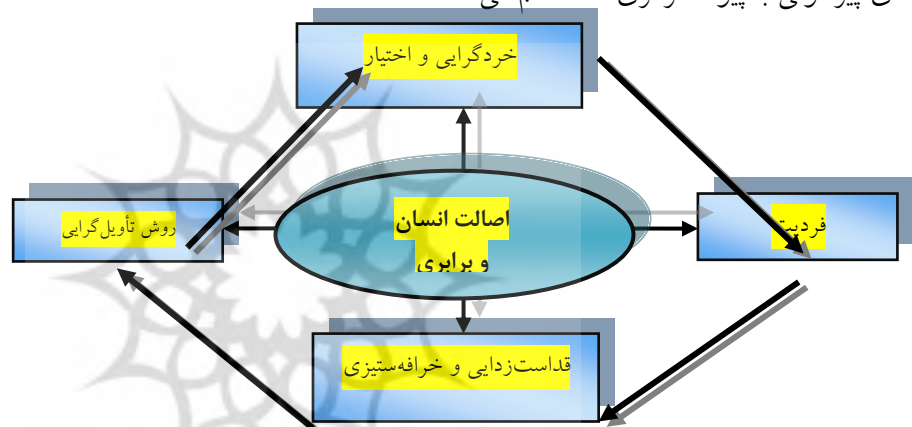 خردگرایی و اختیار
روش تأویل‌گرایی
اصالت انسان
و برابری
فردیت
قداست‌زدایی و خرافه‌ستیزی